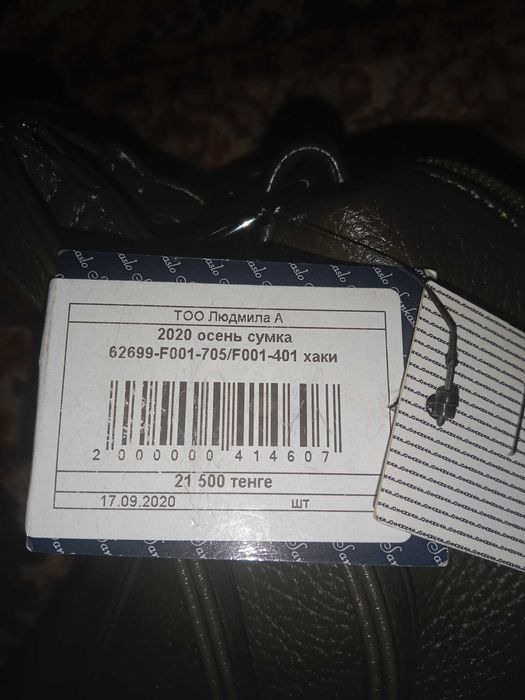 ТОО Людмила А
2020 осень сумка
62699-F001-705/F001-401 хаки
2 000000 414607
21 500 тенге
17.09.2020 шт